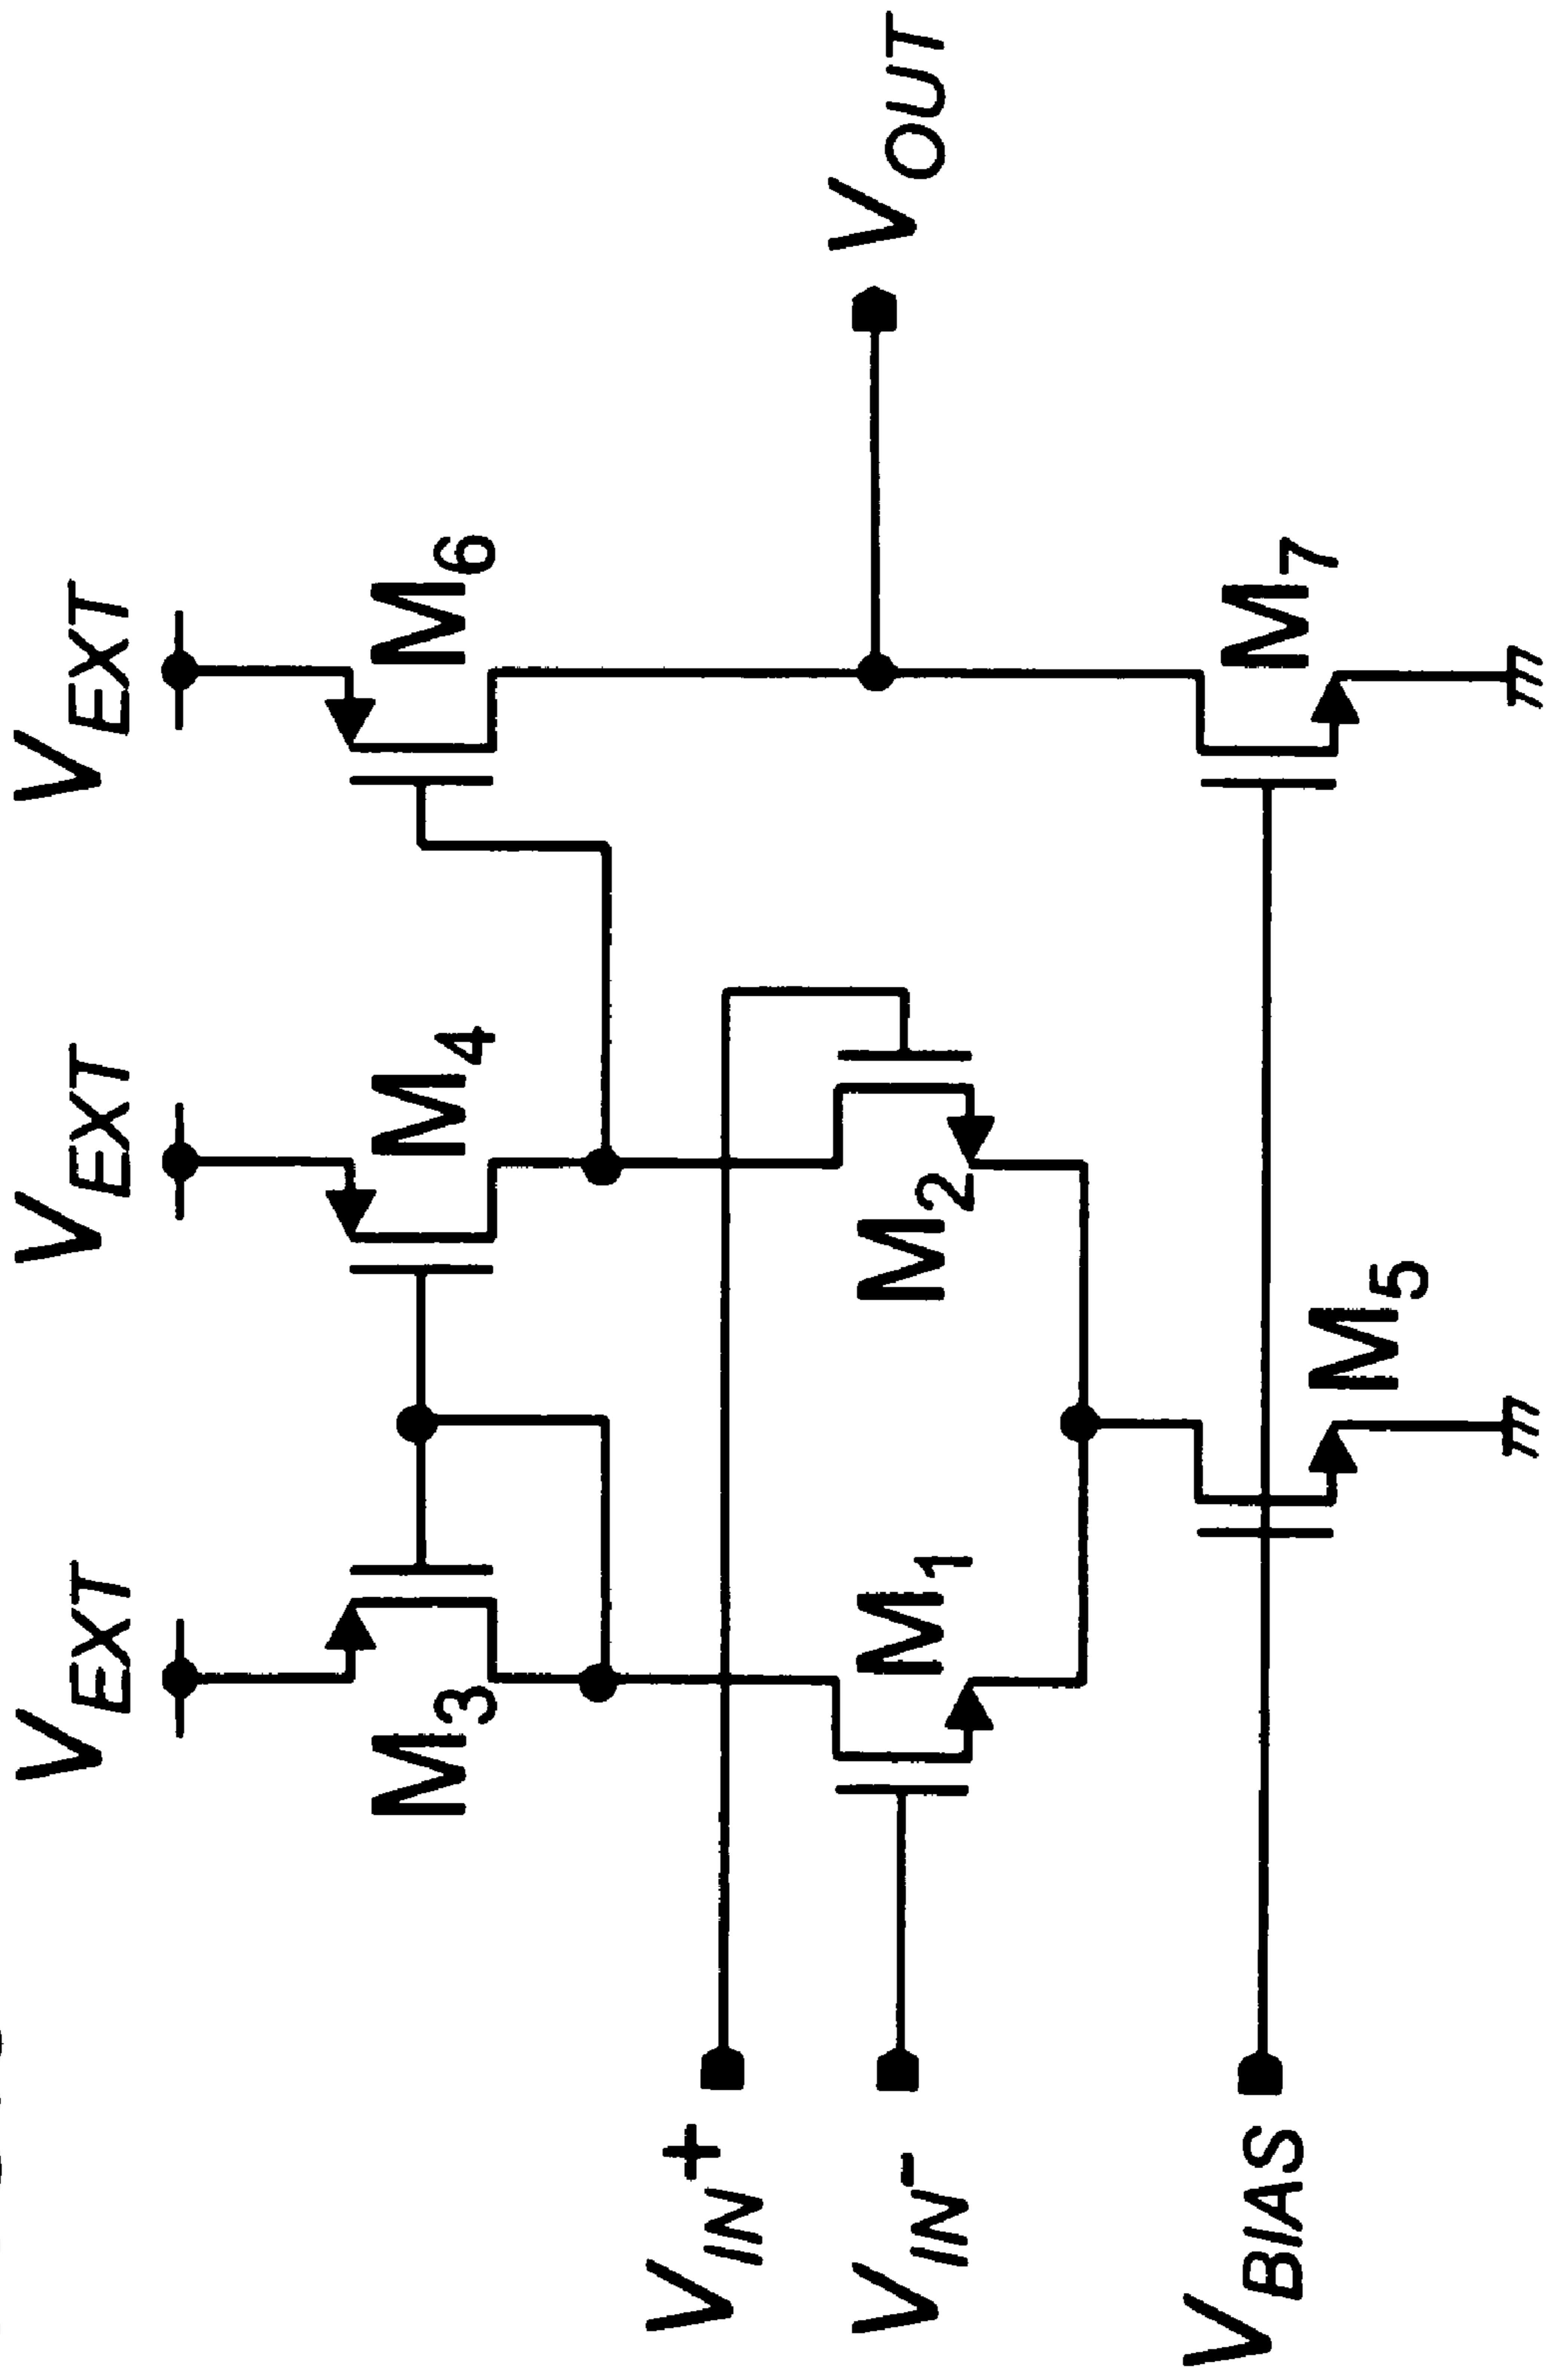 V_EXT V_EXT V_EXT
M_3 M_4 M_6
V_IN+
V_IN-
M_1 M_2
V_OUT
V_BIAS
M_5 M_7